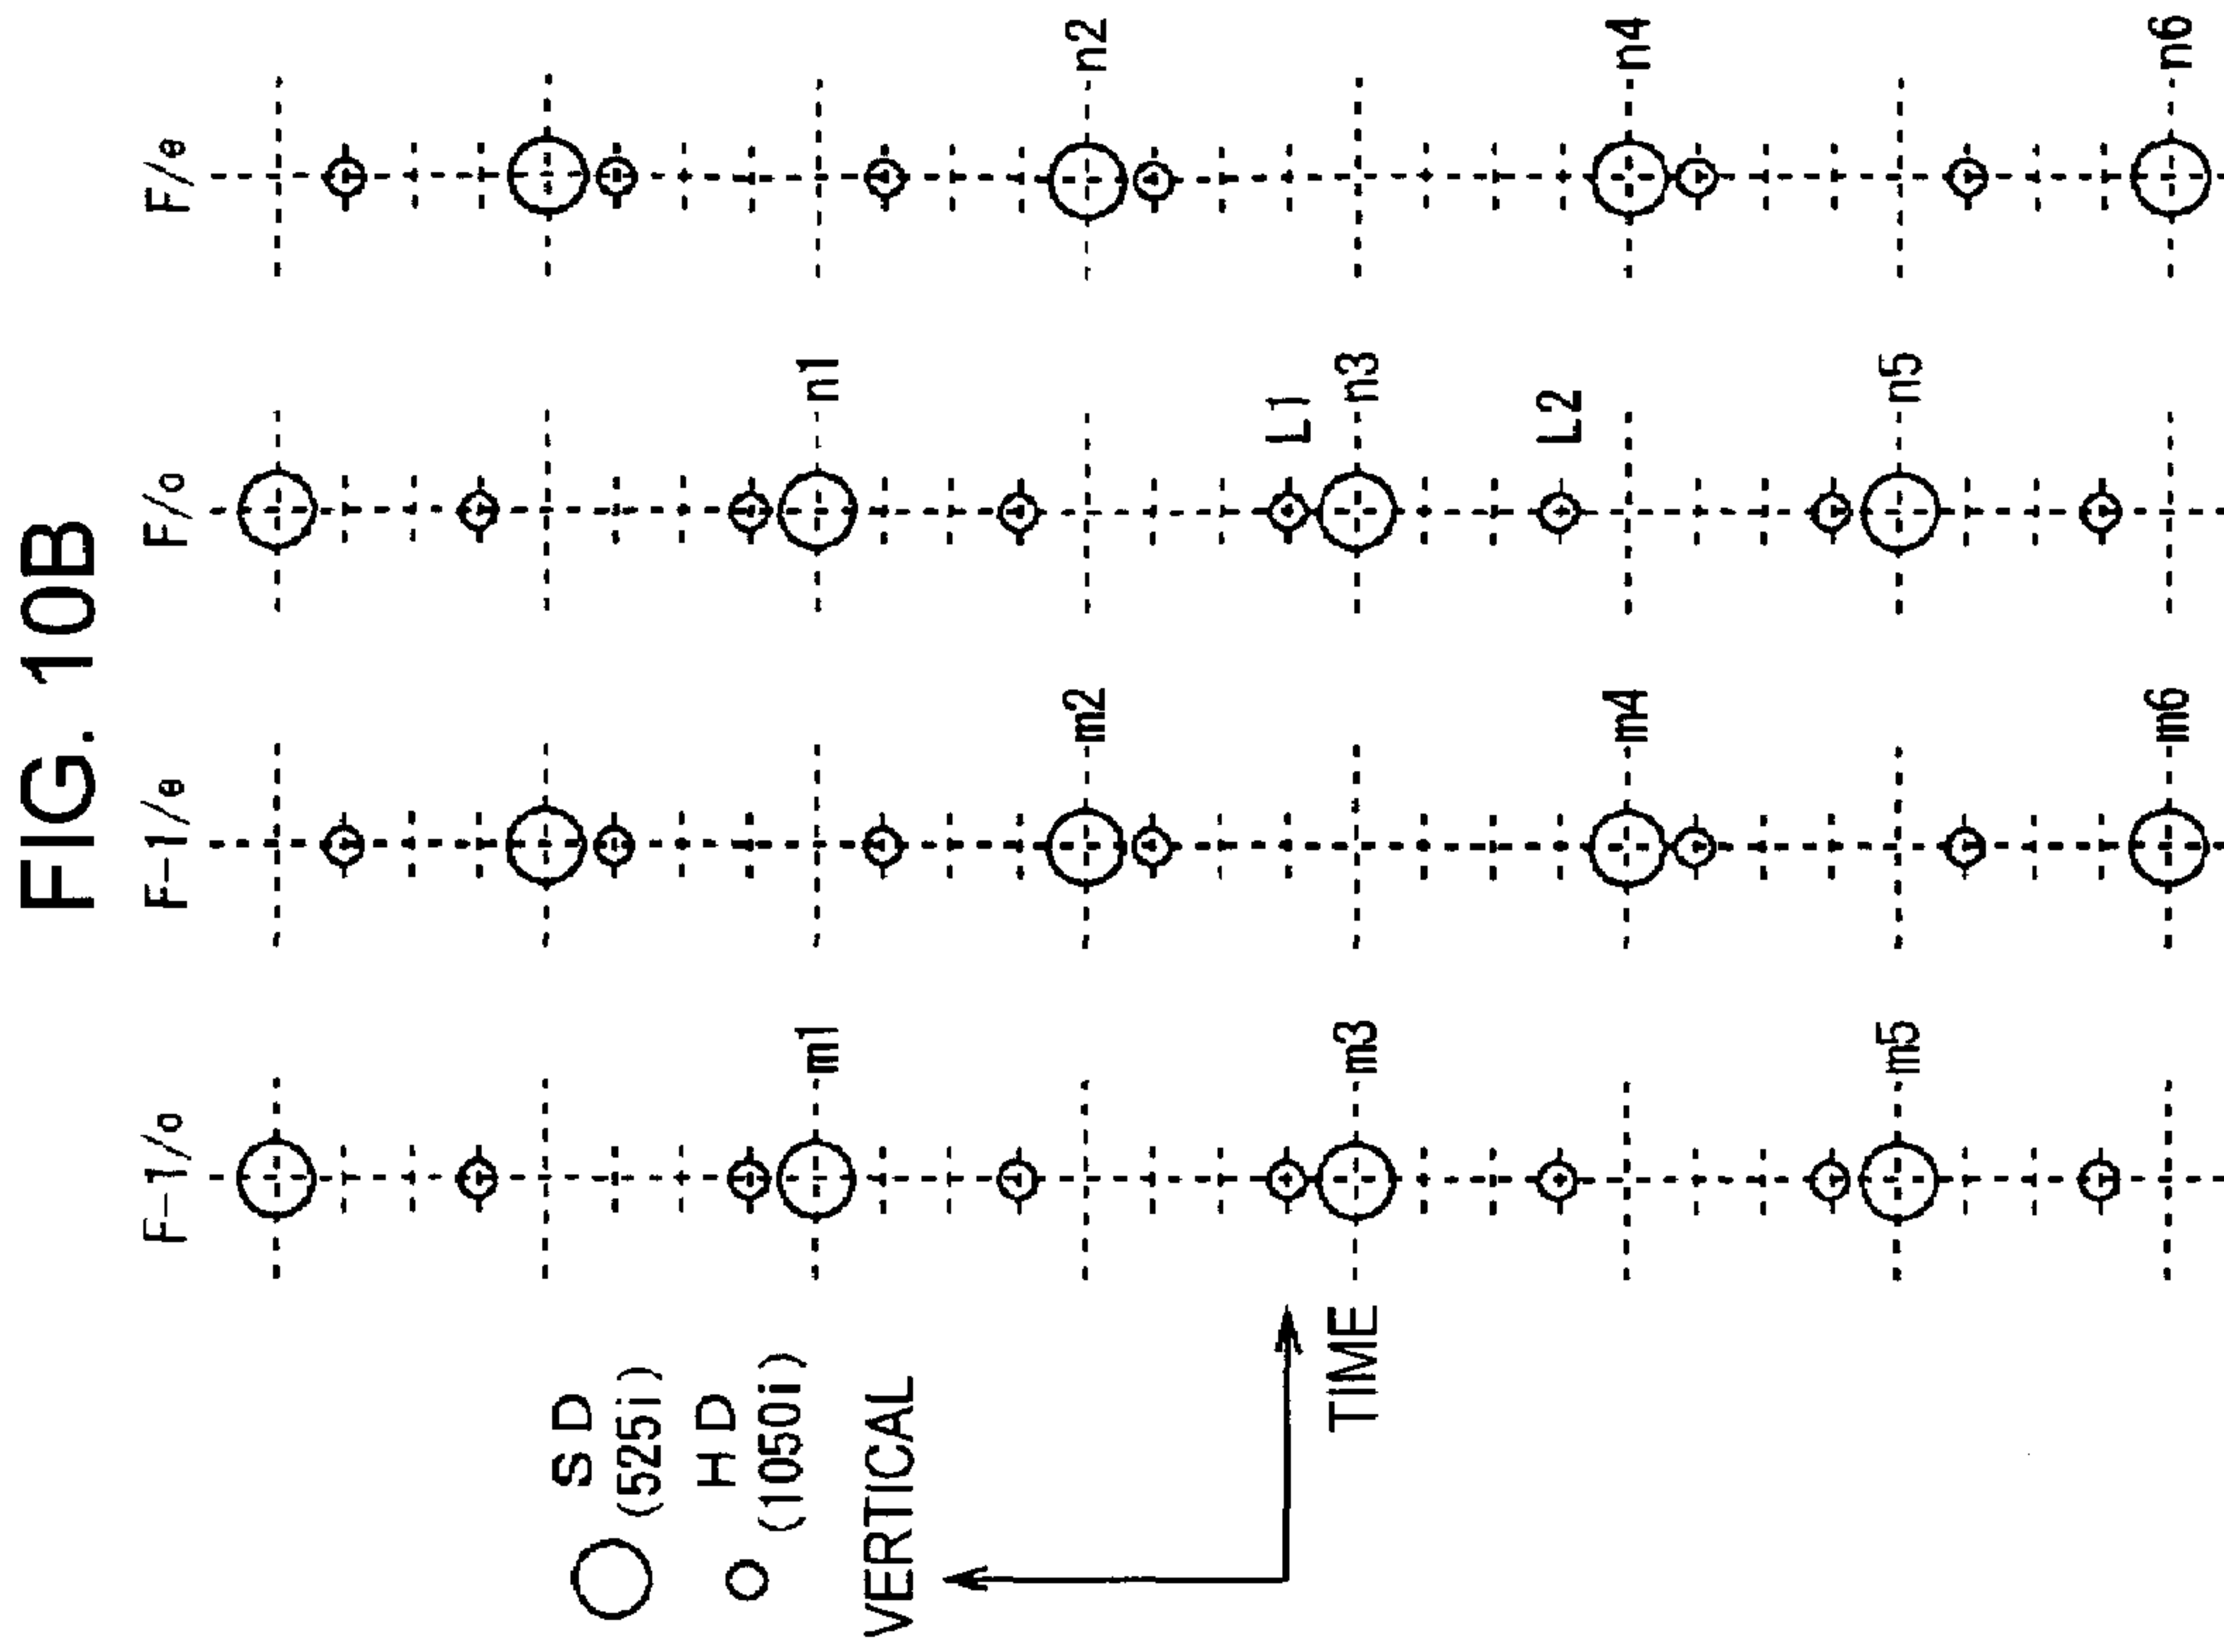 FIG. 10B
F-1/o
F-1/e
F/o
F/e
SD
(525i)
HD
(1050i)
VERTICAL
TIME
m1
n1
m2
n2
L1
m3
n3
L2
m4
n4
m5
n5
m6
n6